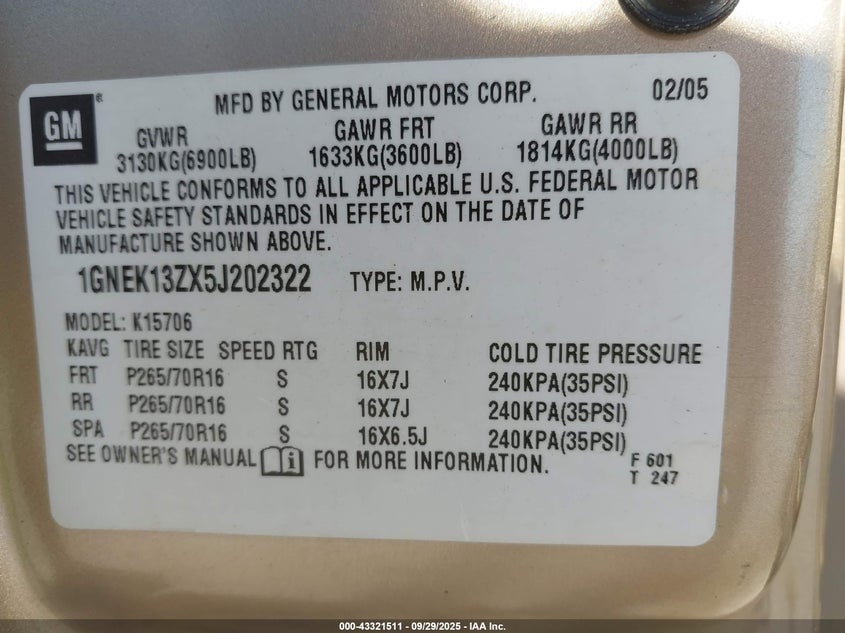 GM ® MFD BY GENERAL MOTORS CORP. 02/05
GVWR GAWR FRT GAWR RR
3130KG(6900LB) 1633KG(3600LB) 1814KG(4000LB)
THIS VEHICLE CONFORMS TO ALL APPLICABLE U.S. FEDERAL MOTOR
VEHICLE SAFETY STANDARDS IN EFFECT ON THE DATE OF
MANUFACTURE SHOWN ABOVE.
1GNEK13ZX5J202322 TYPE: M.P.V.
MODEL: K15706
KAVG TIRE SIZE SPEED RTG RIM COLD TIRE PRESSURE
FRT P265/70R16 S 16X7J 240KPA(35PSI)
RR P265/70R16 S 16X7J 240KPA(35PSI)
SPA P265/70R16 S 16X6.5J 240KPA(35PSI)
SEE OWNER'S MANUAL i FOR MORE INFORMATION.
F 601
T 247
000-43321511 - 09/29/2025 - IAA Inc.